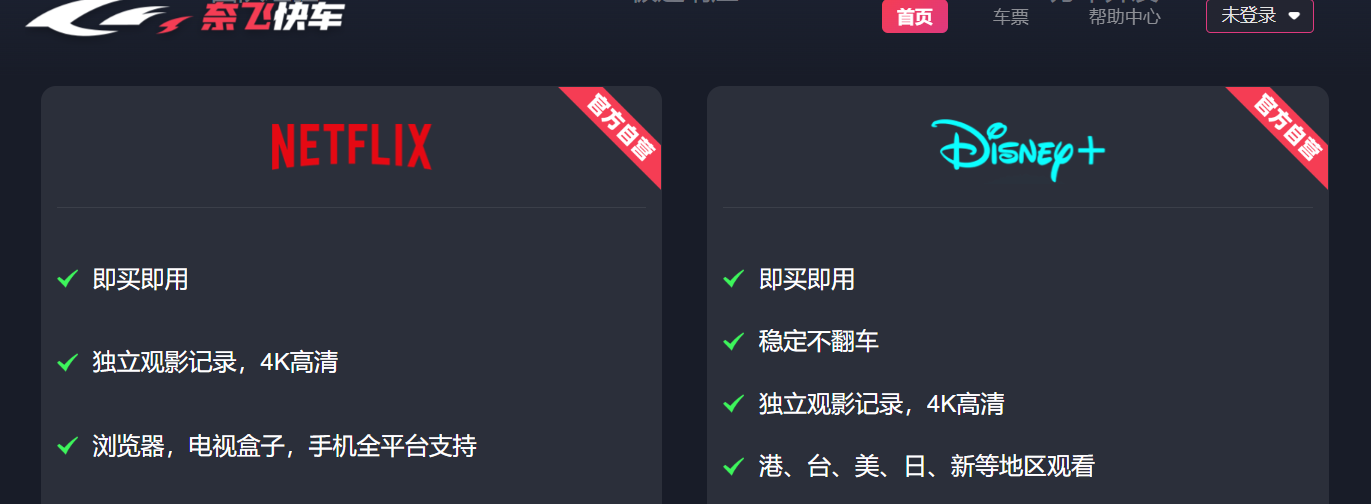 奈飞快车
首页
车票
帮助中心
未登录
NETFLIX
官方自营
即买即用
独立观影记录，4K高清
浏览器，电视盒子，手机全平台支持
Disney+
官方自营
即买即用
稳定不翻车
独立观影记录，4K高清
港、台、美、日、新等地区观看